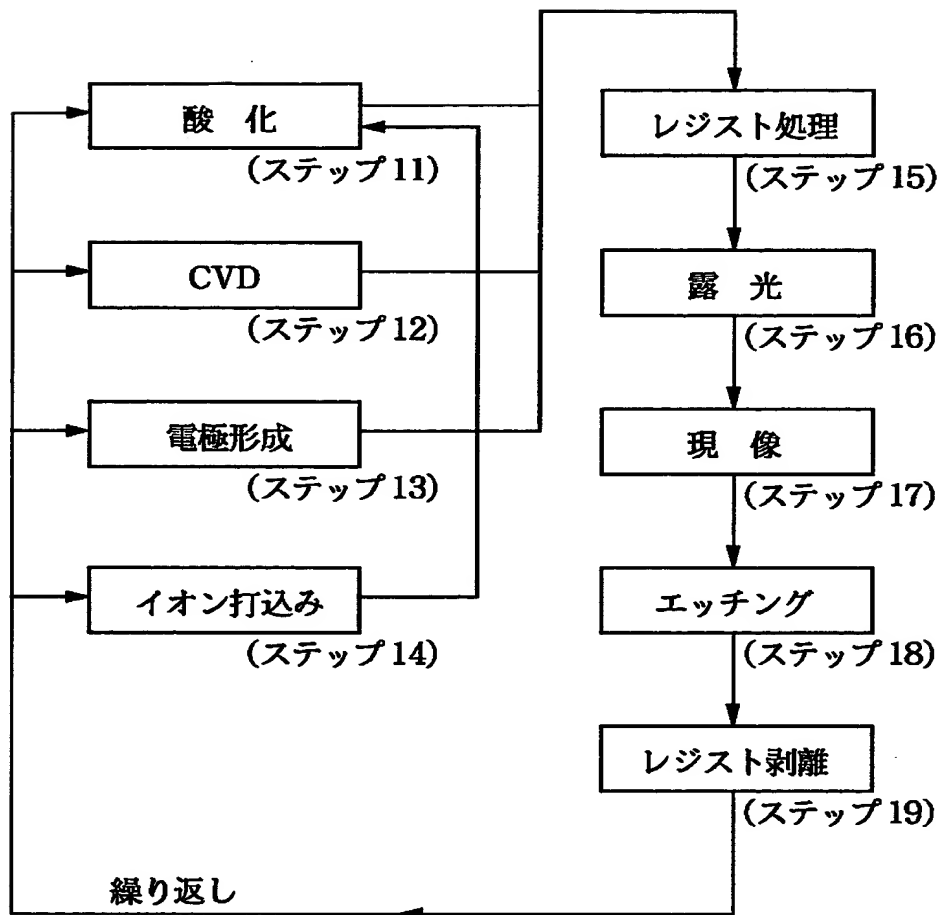 酸 化
(ステップ11)
CVD
(ステップ12)
電極形成
(ステップ13)
イオン打込み
(ステップ14)
レジスト処理
(ステップ15)
露 光
(ステップ16)
現 像
(ステップ17)
エッチング
(ステップ18)
レジスト剥離
(ステップ19)
繰り返し